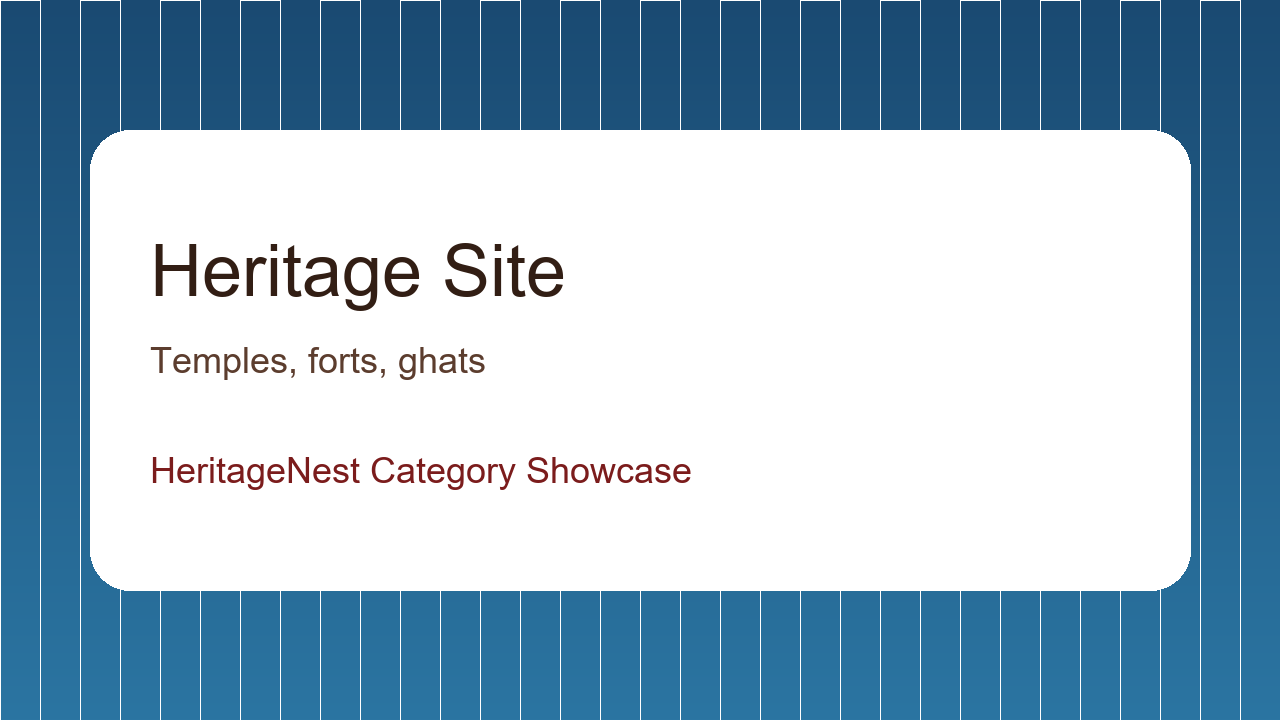 Heritage Site
Temples, forts, ghats
HeritageNest Category Showcase